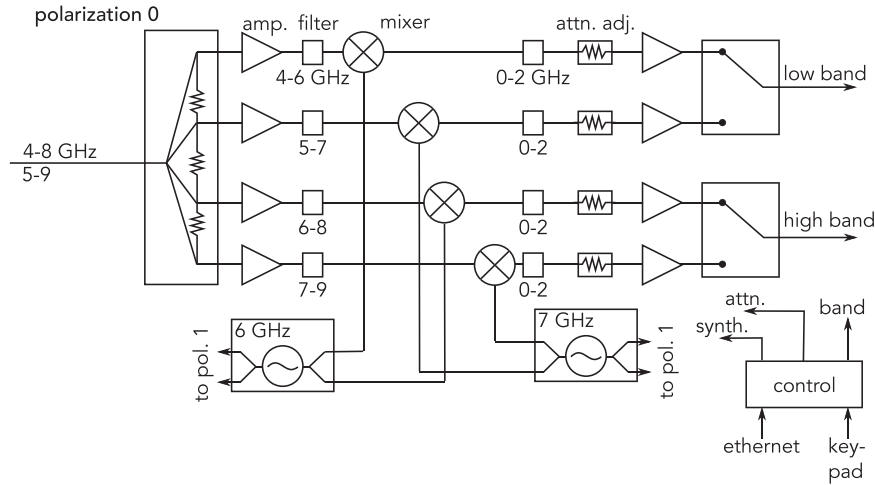 polarization 0
amp. filter
mixer
attn. adj.
4-6 GHz
0-2 GHz
low band
4-8 GHz
5-9
5-7
0-2
6-8
0-2
high band
7-9
0-2
6 GHz
7 GHz
to pol. 1
to pol. 1
attn.
synth.
band
control
ethernet
key-
pad